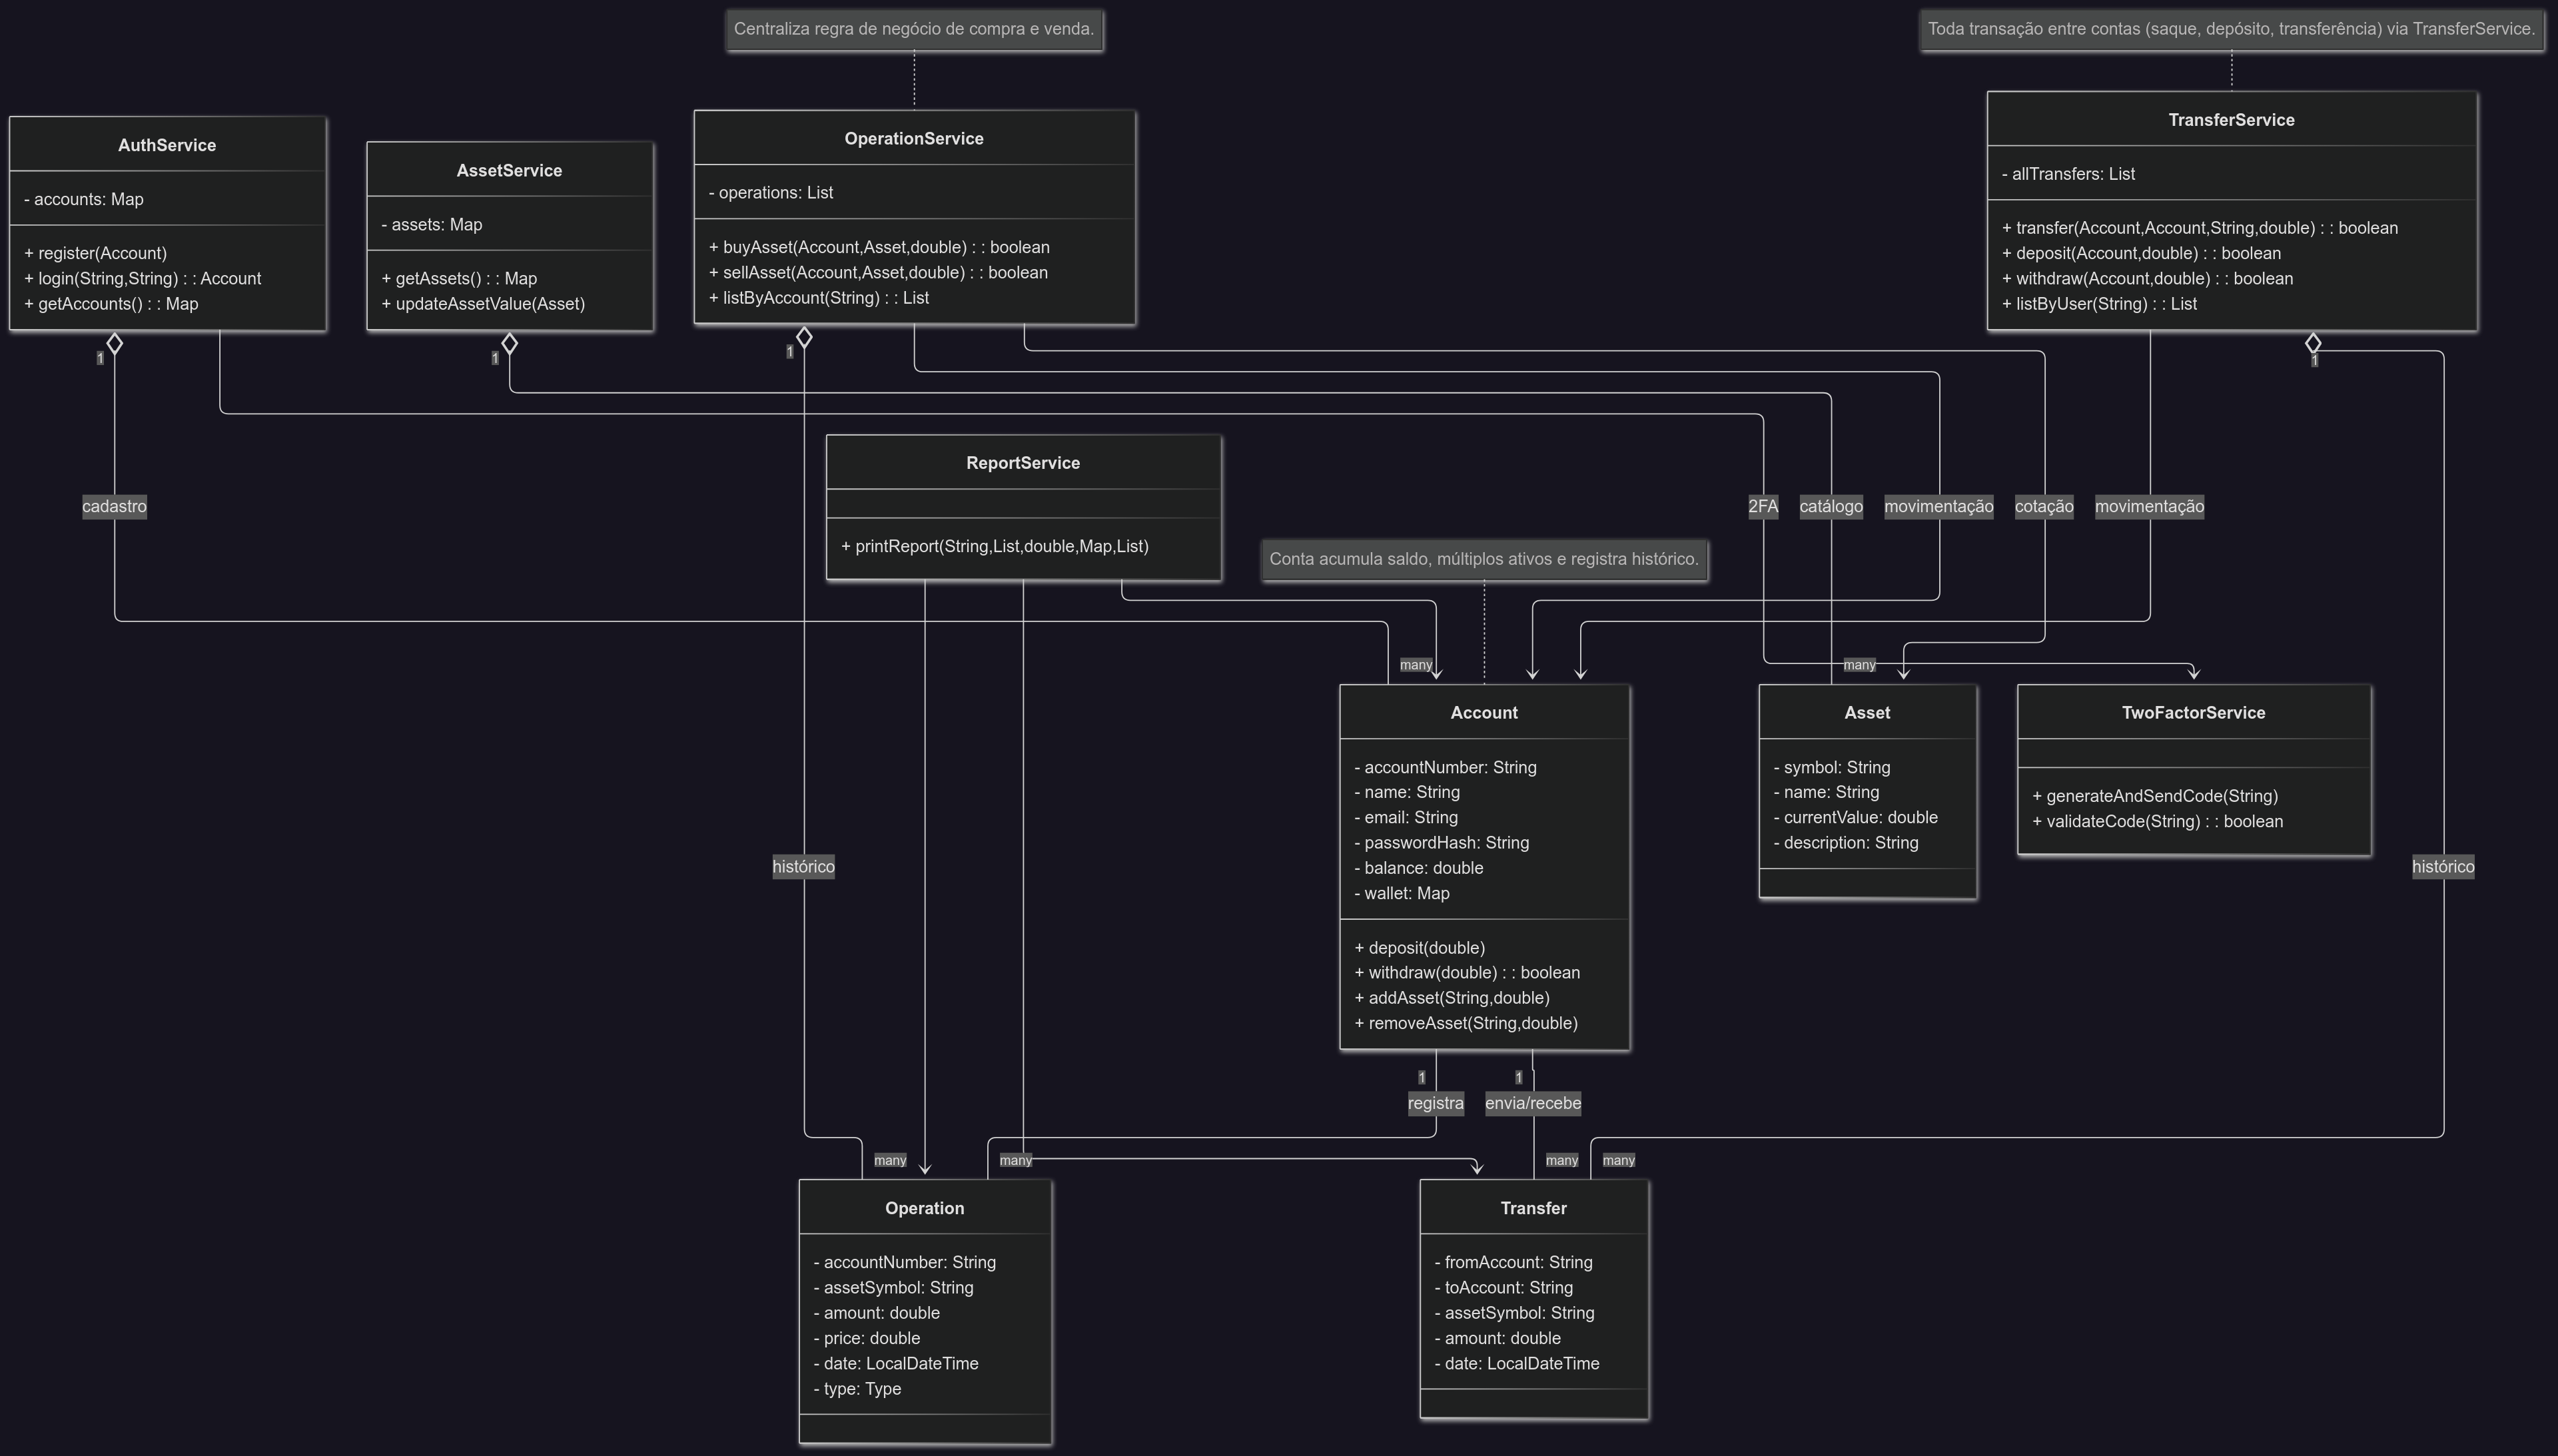 Centraliza regra de negócio de compra e venda.
Toda transação entre contas (saque, depósito, transferência) via TransferService.
AuthService
- accounts: Map
+ register(Account)
+ login(String,String) : : Account
+ getAccounts() : : Map
AssetService
- assets: Map
+ getAssets() : : Map
+ updateAssetValue(Asset)
OperationService
- operations: List
+ buyAsset(Account,Asset,double) : : boolean
+ sellAsset(Account,Asset,double) : : boolean
+ listByAccount(String) : : List
TransferService
- allTransfers: List
+ transfer(Account,Account,String,double) : : boolean
+ deposit(Account,double) : : boolean
+ withdraw(Account,double) : : boolean
+ listByUser(String) : : List
1
1
1
1
ReportService
+ printReport(String,List,double,Map,List)
cadastro
2FA
catálogo
movimentação
cotação
movimentação
Conta acumula saldo, múltiplos ativos e registra histórico.
many
many
Account
- accountNumber: String
- name: String
- email: String
- passwordHash: String
- balance: double
- wallet: Map
+ deposit(double)
+ withdraw(double) : : boolean
+ addAsset(String,double)
+ removeAsset(String,double)
Asset
- symbol: String
- name: String
- currentValue: double
- description: String
TwoFactorService
+ generateAndSendCode(String)
+ validateCode(String) : : boolean
histórico
histórico
1
1
registra
envia/recebe
many
many
many
many
Operation
- accountNumber: String
- assetSymbol: String
- amount: double
- price: double
- date: LocalDateTime
- type: Type
Transfer
- fromAccount: String
- toAccount: String
- assetSymbol: String
- amount: double
- date: LocalDateTime